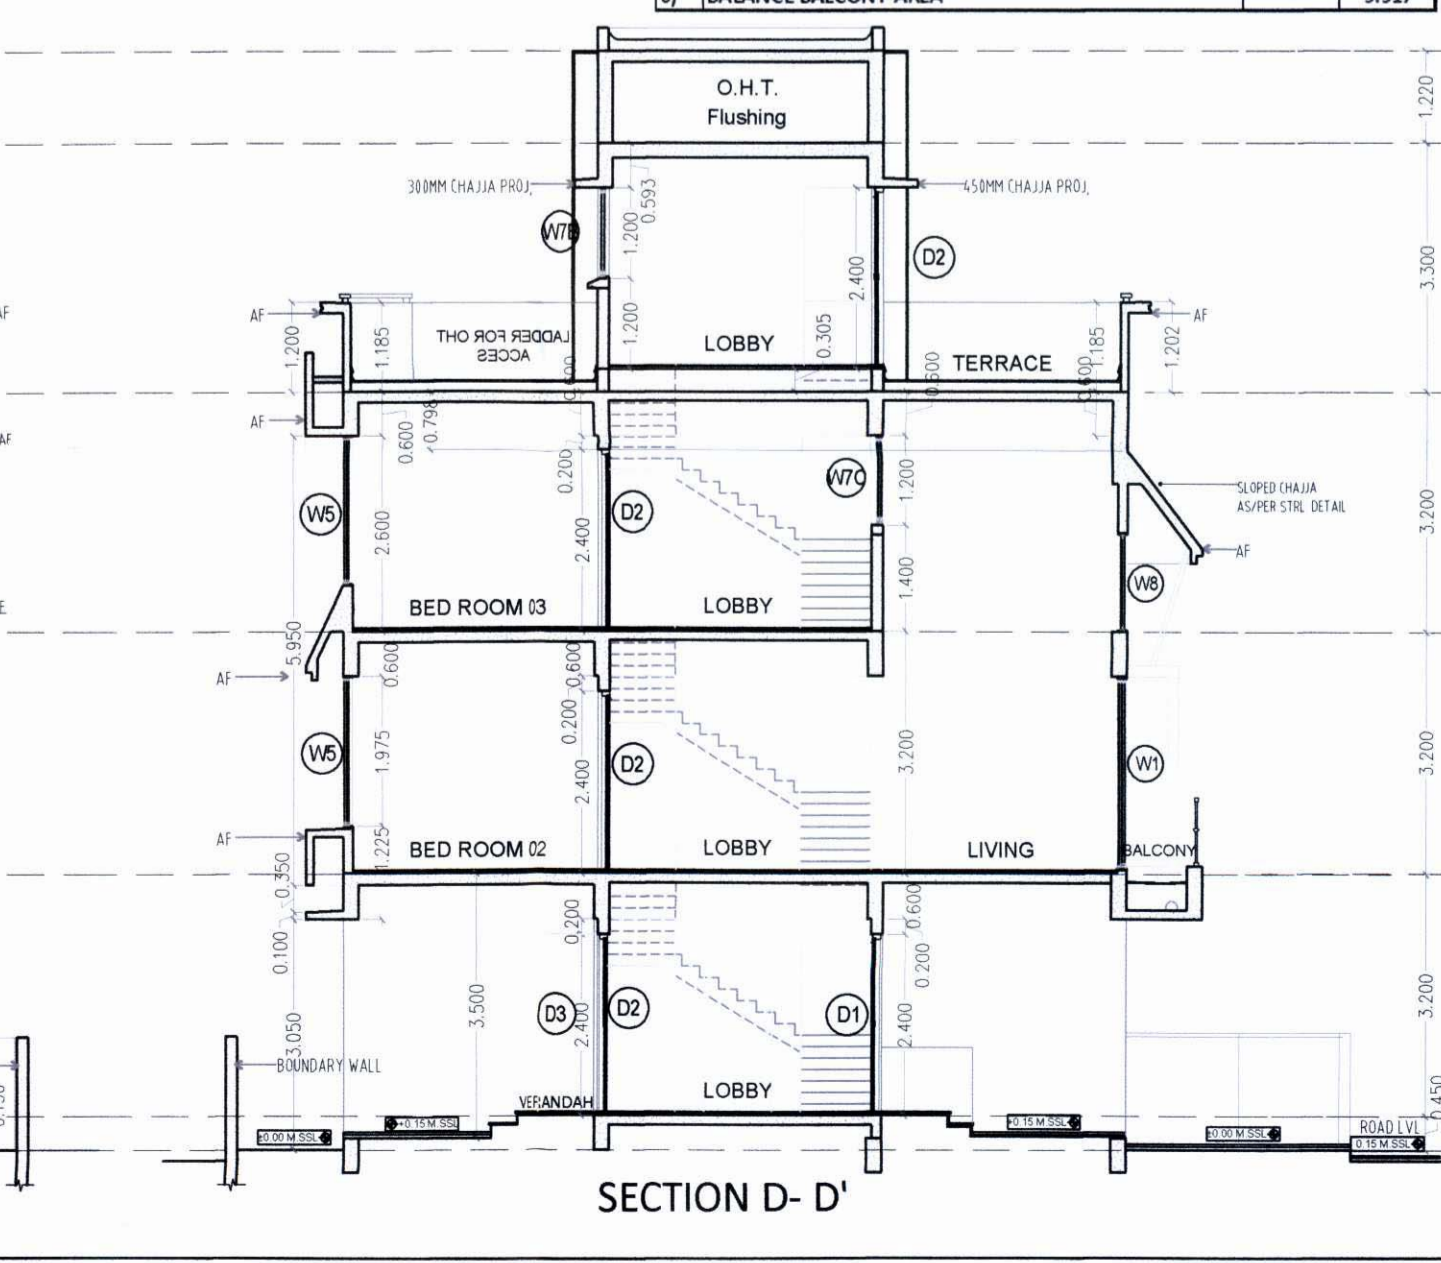 BALANCE BALCONY AREA
O.H.T.
Flushing
1.220
300MM CHAJJA PROJ,
450MM CHAJJA PROJ,
0.593
1.200
W7B
D2
2.400
3.300
AF
AF
AF
1.200
1.185
LADDER FOR OHT
ACCES
1.200
LOBBY
0.305
TERRACE
0.600
1.185
1.202
0.600
0.600
AF
AF
0.600
0.798
0.200
W7C
1.200
SLOPED CHAJJA
AS/PER STRL DETAIL
3.200
W5
D2
2.600
2.400
AF
1.400
W8
BED ROOM 03
LOBBY
5.950
0.600
0.600
AF
0.200
W5
1.975
D2
2.400
3.200
W1
3.200
AF
1.225
BED ROOM 02
LOBBY
LIVING
BALCONY
0.350
0.600
0.200
0.100
0.200
3.500
D3
D2
D1
2.400
2.400
3.200
3.050
BOUNDARY WALL
LOBBY
VERANDAH
0.450
+0.15 M.SSL
±0.00 M SSL
+0.15 M.SSL
±0.00 M SSL
ROAD LVL
0.15 M.SSL
SECTION D- D'